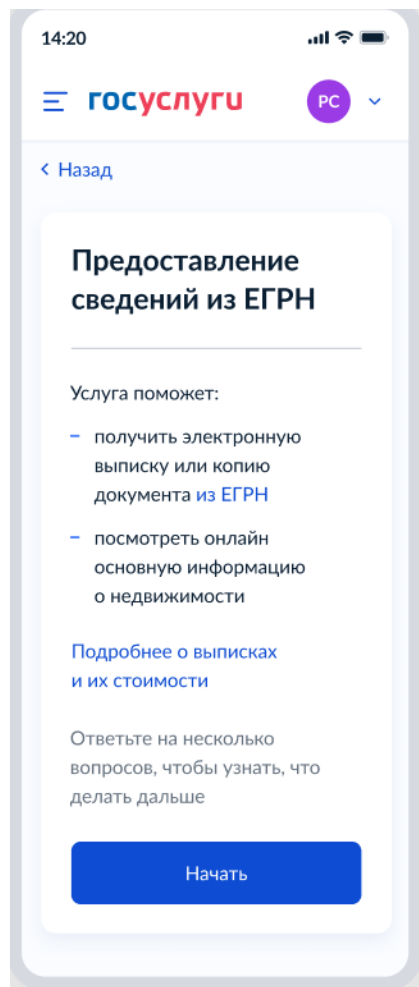 14:20
госуслуги
РС
Назад
Предоставление
сведений из ЕГРН
Услуга поможет:
– получить электронную
выписку или копию
документа из ЕГРН
– посмотреть онлайн
основную информацию
о недвижимости
Подробнее о выписках
и их стоимости
Ответьте на несколько
вопросов, чтобы узнать, что
делать дальше
Начать